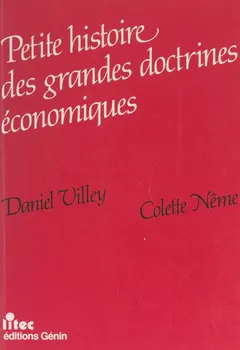 Petite histoire
des grandes doctrines
économiques
Daniel Villey
Colette Nême
litec
éditions Génin